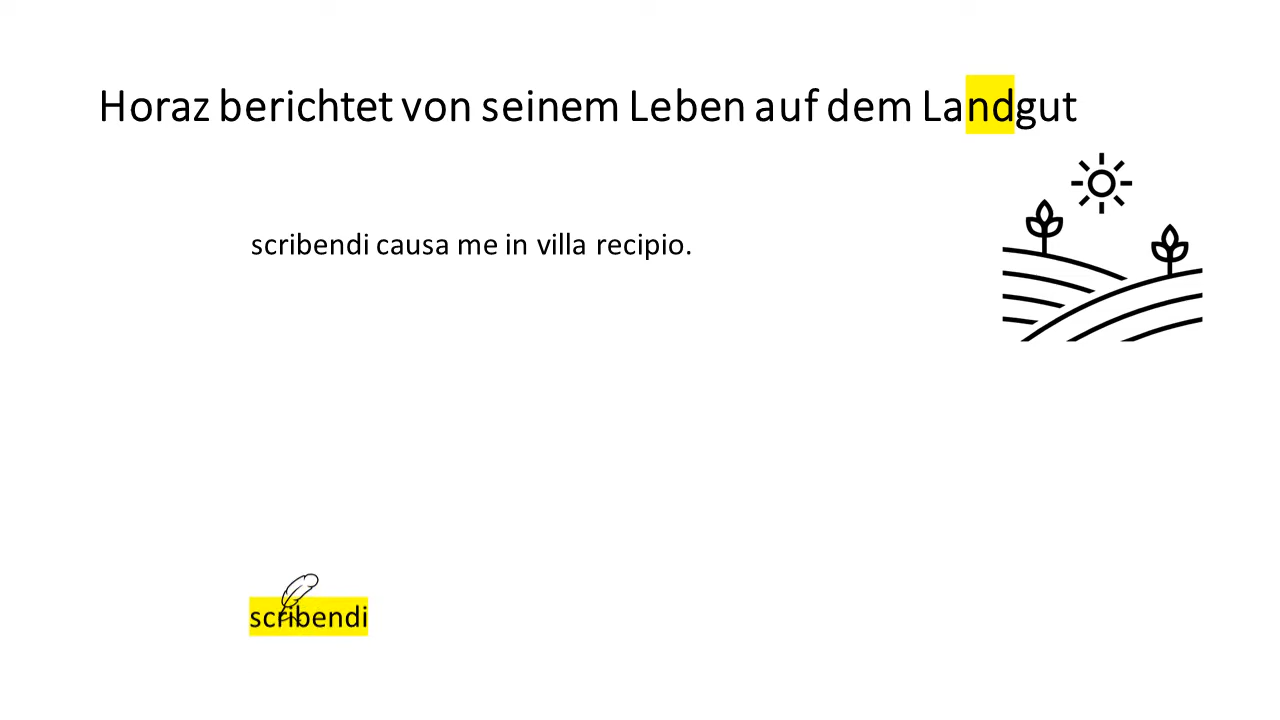 Horaz berichtet von seinem Leben auf dem Landgut
scribendi causa me in villa recipio.
scribendi